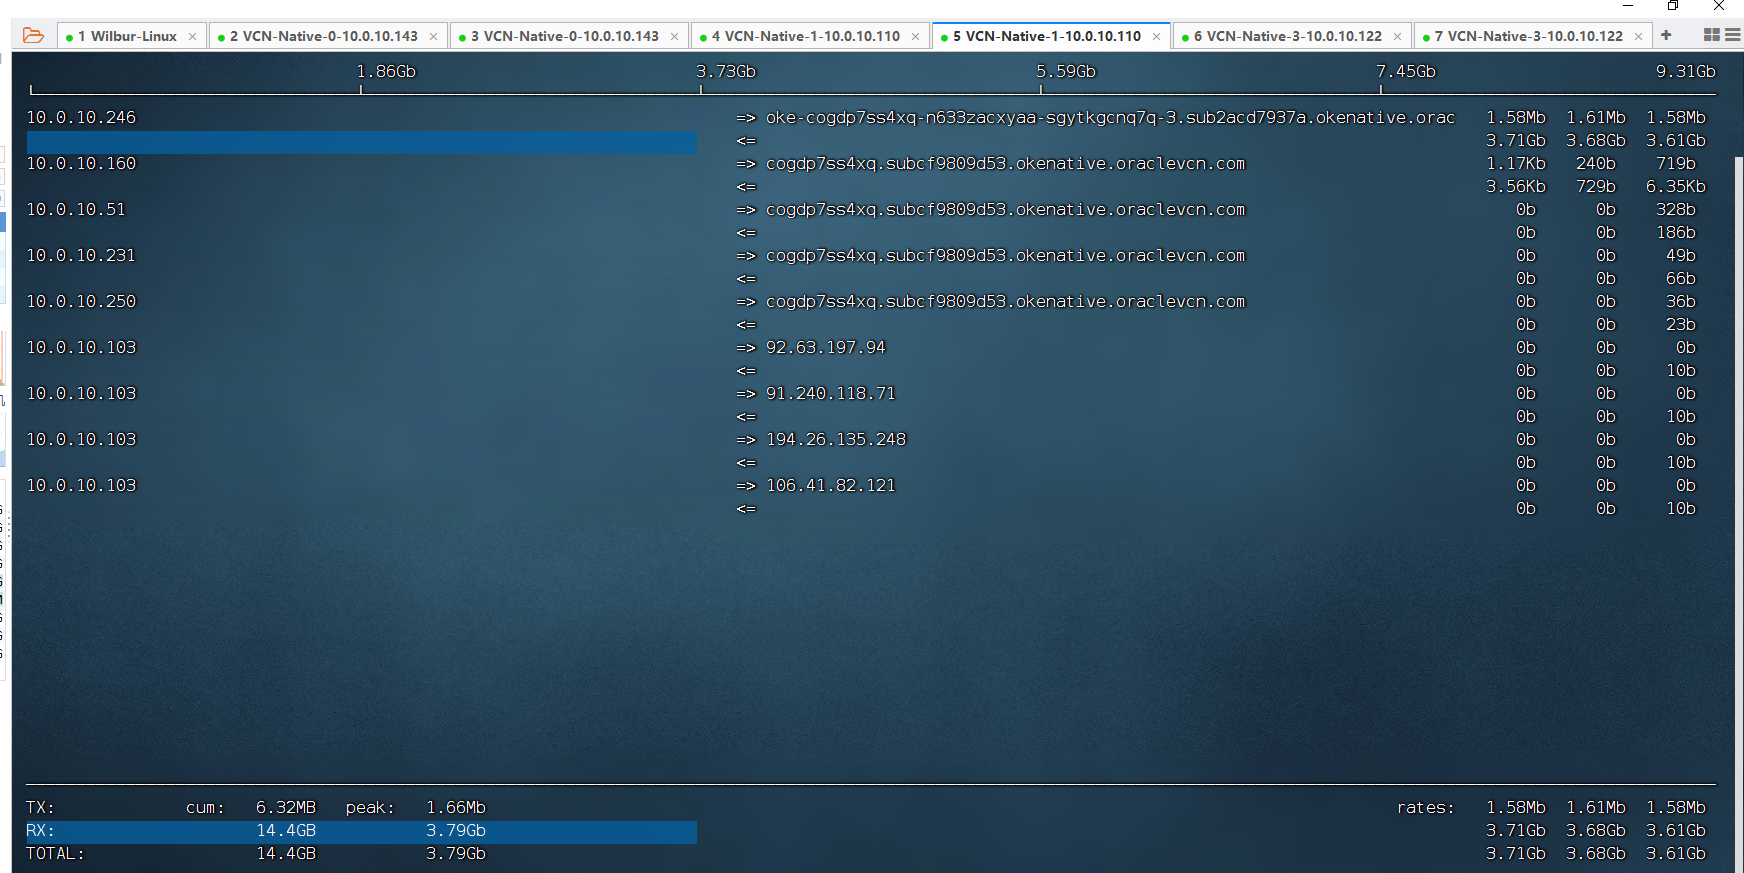 1 Wilbur-Linux × 2 VCN-Native-0-10.0.10.143 × 3 VCN-Native-0-10.0.10.143 × 4 VCN-Native-1-10.0.10.110 × 5 VCN-Native-1-10.0.10.110 × 6 VCN-Native-3-10.0.10.122 × 7 VCN-Native-3-10.0.10.122 × +
1.86Gb 3.73Gb 5.59Gb 7.45Gb 9.31Gb
10.0.10.246 => oke-cogdp7ss4xq-n633zacxyaa-sgytkgcnq7q-3.sub2acd7937a.okenative.orac 1.58Mb 1.61Mb 1.58Mb
<= 3.71Gb 3.68Gb 3.61Gb
10.0.10.160 => cogdp7ss4xq.subcf9809d53.okenative.oraclevcn.com 1.17Kb 240b 719b
<= 3.56Kb 729b 6.35Kb
10.0.10.51 => cogdp7ss4xq.subcf9809d53.okenative.oraclevcn.com 0b 0b 328b
<= 0b 0b 186b
10.0.10.231 => cogdp7ss4xq.subcf9809d53.okenative.oraclevcn.com 0b 0b 49b
<= 0b 0b 66b
10.0.10.250 => cogdp7ss4xq.subcf9809d53.okenative.oraclevcn.com 0b 0b 36b
<= 0b 0b 23b
10.0.10.103 => 92.63.197.94 0b 0b 0b
<= 0b 0b 10b
10.0.10.103 => 91.240.118.71 0b 0b 0b
<= 0b 0b 10b
10.0.10.103 => 194.26.135.248 0b 0b 0b
<= 0b 0b 10b
10.0.10.103 => 106.41.82.121 0b 0b 0b
<= 0b 0b 10b
TX: cum: 6.32MB peak: 1.66Mb rates: 1.58Mb 1.61Mb 1.58Mb
RX: 14.4GB 3.79Gb 3.71Gb 3.68Gb 3.61Gb
TOTAL: 14.4GB 3.79Gb 3.71Gb 3.68Gb 3.61Gb